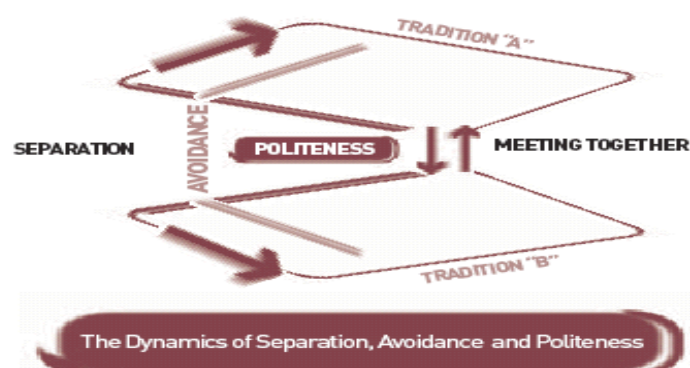 TRADITION "A"
AVOIDANCE
SEPARATION
POLITENESS
MEETING TOGETHER
TRADITION "B"
The Dynamics of Separation, Avoidance and Politeness